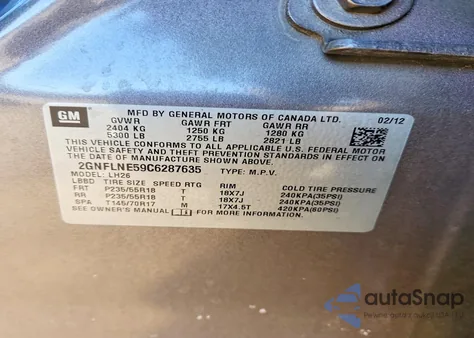 GM
MFD BY GENERAL MOTORS OF CANADA LTD. 02/12
GVWR GAWR FRT GAWR RR
2404 KG 1250 KG 1280 KG
5300 LB 2755 LB 2821 LB
THIS VEHICLE CONFORMS TO ALL APPLICABLE U.S. FEDERAL MOTOR
VEHICLE SAFETY AND THEFT PREVENTION STANDARDS IN EFFECT ON
THE DATE OF MANUFACTURE SHOWN ABOVE.
2GNFLNE59C6287635 TYPE: M.P.V.
MODEL: LH26
LBBD TIRE SIZE SPEED RTG RIM COLD TIRE PRESSURE
FRT P235/55R18 T 18X7J 240KPA(35PSI)
RR P235/55R18 T 18X7J 240KPA(35PSI)
SPA T145/70R17 M 17X4.5T 420KPA(60PSI)
SEE OWNER'S MANUAL
autoSnap